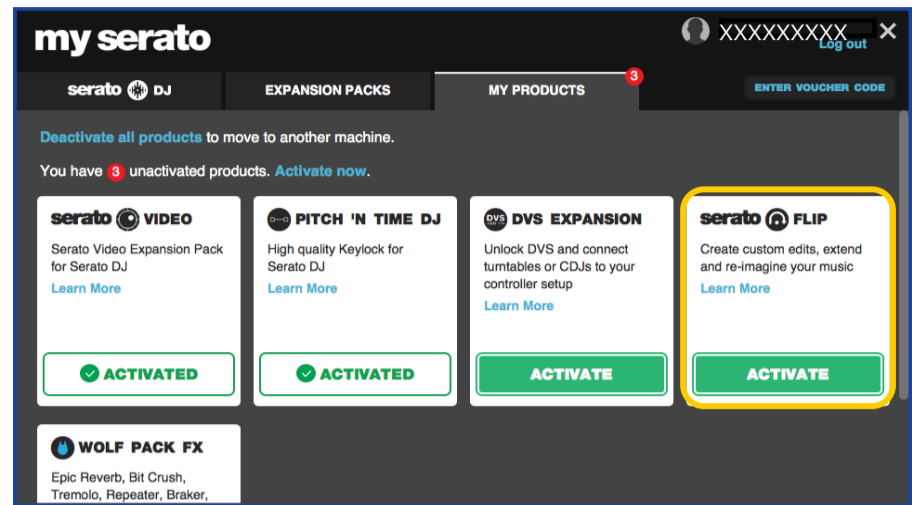 my serato
XXXXXXXXX
Log out
serato DJ
EXPANSION PACKS
MY PRODUCTS
3
ENTER VOUCHER CODE
Deactivate all products to move to another machine.
You have 3 unactivated products. Activate now.
serato VIDEO
Serato Video Expansion Pack
for Serato DJ
Learn More
ACTIVATED
PITCH 'N TIME DJ
High quality Keylock for
Serato DJ
Learn More
ACTIVATED
DVS DVS EXPANSION
Unlock DVS and connect
turntables or CDJs to your
controller setup
Learn More
ACTIVATE
serato FLIP
Create custom edits, extend
and re-imagine your music
Learn More
ACTIVATE
WOLF PACK FX
Epic Reverb, Bit Crush,
Tremolo, Repeater, Braker,